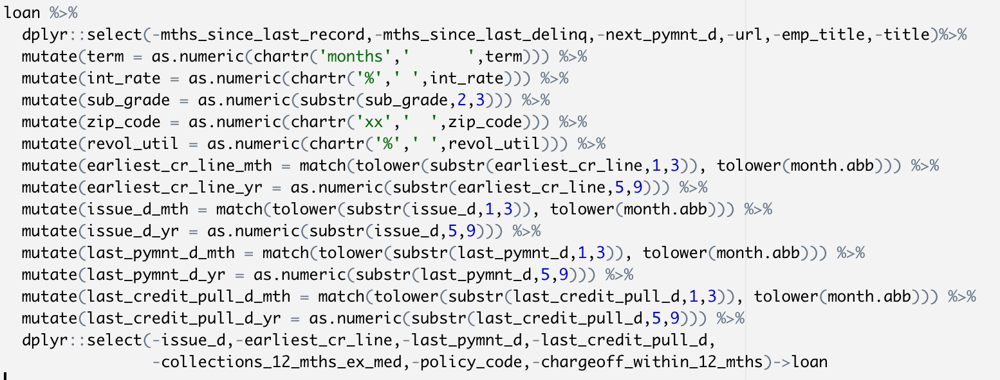 loan %>%
  dplyr::select(-mths_since_last_record,-mths_since_last_delinq,-next_pymnt_d,-url,-emp_title,-title)%>%
  mutate(term = as.numeric(chartr('months','      ',term))) %>%
  mutate(int_rate = as.numeric(chartr('%',' ',int_rate))) %>%
  mutate(sub_grade = as.numeric(substr(sub_grade,2,3))) %>%
  mutate(zip_code = as.numeric(chartr('xx','  ',zip_code))) %>%
  mutate(revol_util = as.numeric(chartr('%',' ',revol_util))) %>%
  mutate(earliest_cr_line_mth = match(tolower(substr(earliest_cr_line,1,3)), tolower(month.abb))) %>%
  mutate(earliest_cr_line_yr = as.numeric(substr(earliest_cr_line,5,9))) %>%
  mutate(issue_d_mth = match(tolower(substr(issue_d,1,3)), tolower(month.abb))) %>%
  mutate(issue_d_yr = as.numeric(substr(issue_d,5,9))) %>%
  mutate(last_pymnt_d_mth = match(tolower(substr(last_pymnt_d,1,3)), tolower(month.abb))) %>%
  mutate(last_pymnt_d_yr = as.numeric(substr(last_pymnt_d,5,9))) %>%
  mutate(last_credit_pull_d_mth = match(tolower(substr(last_credit_pull_d,1,3)), tolower(month.abb))) %>%
  mutate(last_credit_pull_d_yr = as.numeric(substr(last_credit_pull_d,5,9))) %>%
  dplyr::select(-issue_d,-earliest_cr_line,-last_pymnt_d,-last_credit_pull_d,
                -collections_12_mths_ex_med,-policy_code,-chargeoff_within_12_mths)->loan